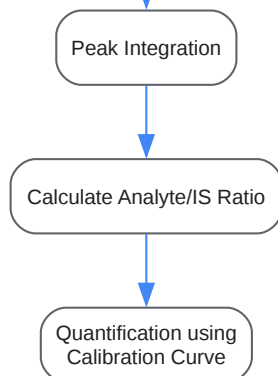 Peak Integration
Calculate Analyte/IS Ratio
Quantification using
Calibration Curve